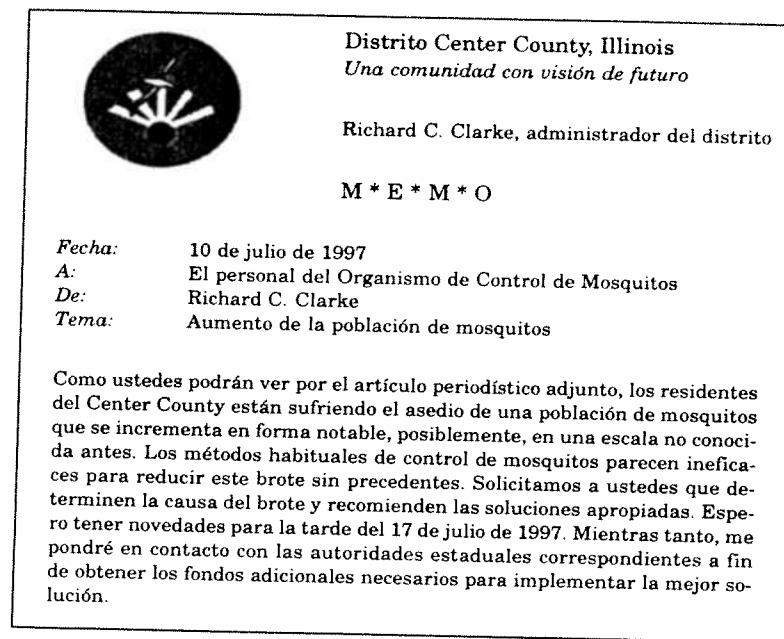 Distrito Center County, Illinois
Una comunidad con visión de futuro
Richard C. Clarke, administrador del distrito
M * E * M * O
Fecha: 10 de julio de 1997
A: El personal del Organismo de Control de Mosquitos
De: Richard C. Clarke
Tema: Aumento de la población de mosquitos
Como ustedes podrán ver por el artículo periodístico adjunto, los residentes
del Center County están sufriendo el asedio de una población de mosquitos
que se incrementa en forma notable, posiblemente, en una escala no conoci-
da antes. Los métodos habituales de control de mosquitos parecen inefica-
ces para reducir este brote sin precedentes. Solicitamos a ustedes que de-
terminen la causa del brote y recomienden las soluciones apropiadas. Espe-
ro tener novedades para la tarde del 17 de julio de 1997. Mientras tanto, me
pondré en contacto con las autoridades estaduales correspondientes a fin
de obtener los fondos adicionales necesarios para implementar la mejor so-
lución.